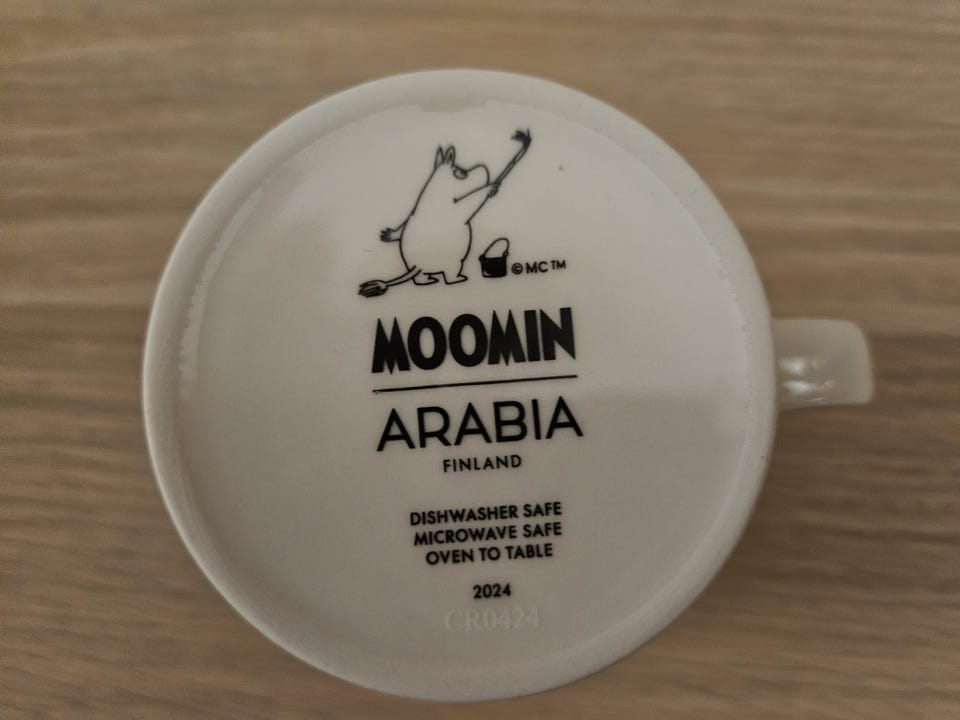 ©MC™
MOOMIN
ARABIA
FINLAND
DISHWASHER SAFE
MICROWAVE SAFE
OVEN TO TABLE
2024
CR0424